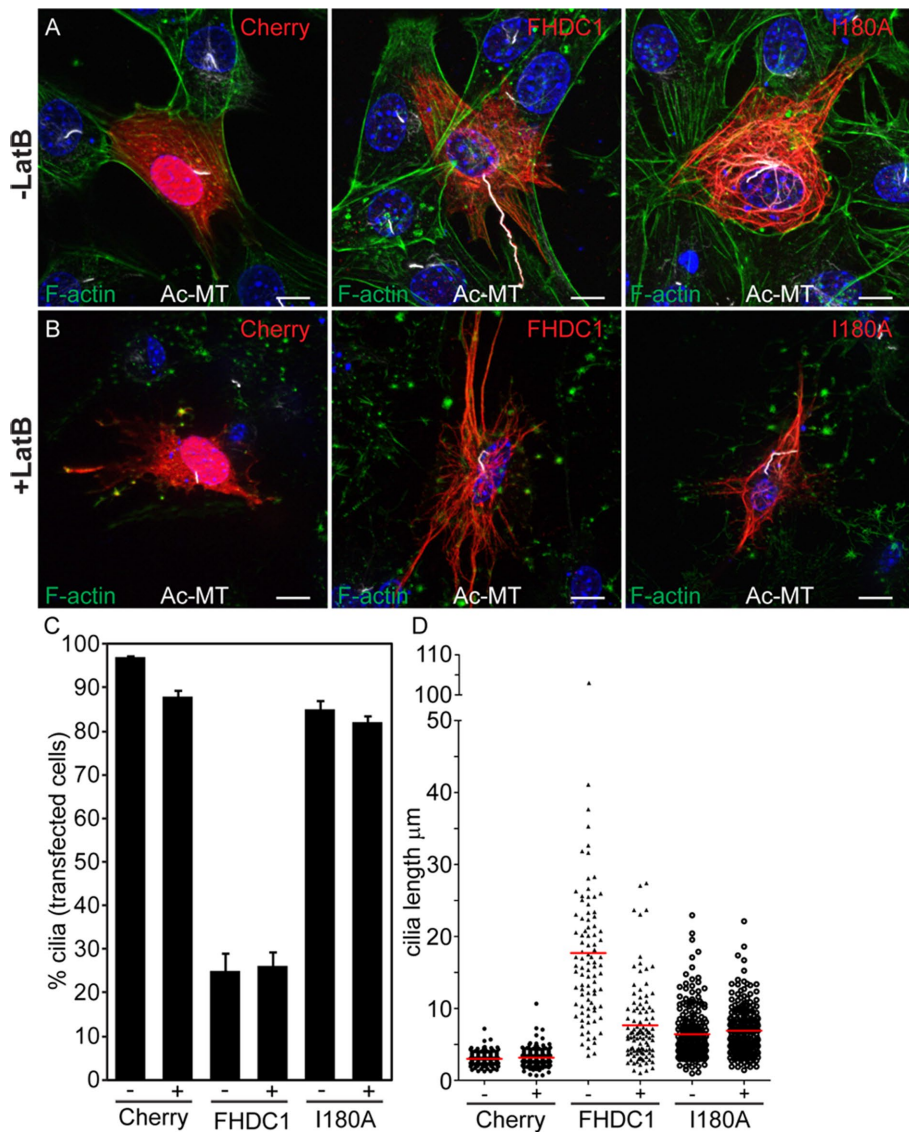 A
Cherry
FHDC1
I180A
-LatB
F-actin Ac-MT
F-actin Ac-MT
F-actin Ac-MT
B
Cherry
FHDC1
I180A
+LatB
F-actin Ac-MT
F-actin Ac-MT
F-actin Ac-MT
C
100
90
80
70
60
50
40
30
20
10
0
% cilia (transfected cells)
- + - + - +
Cherry FHDC1 I180A
D
110
100
50
40
30
20
10
0
cilia length µm
- + - + - +
Cherry FHDC1 I180A